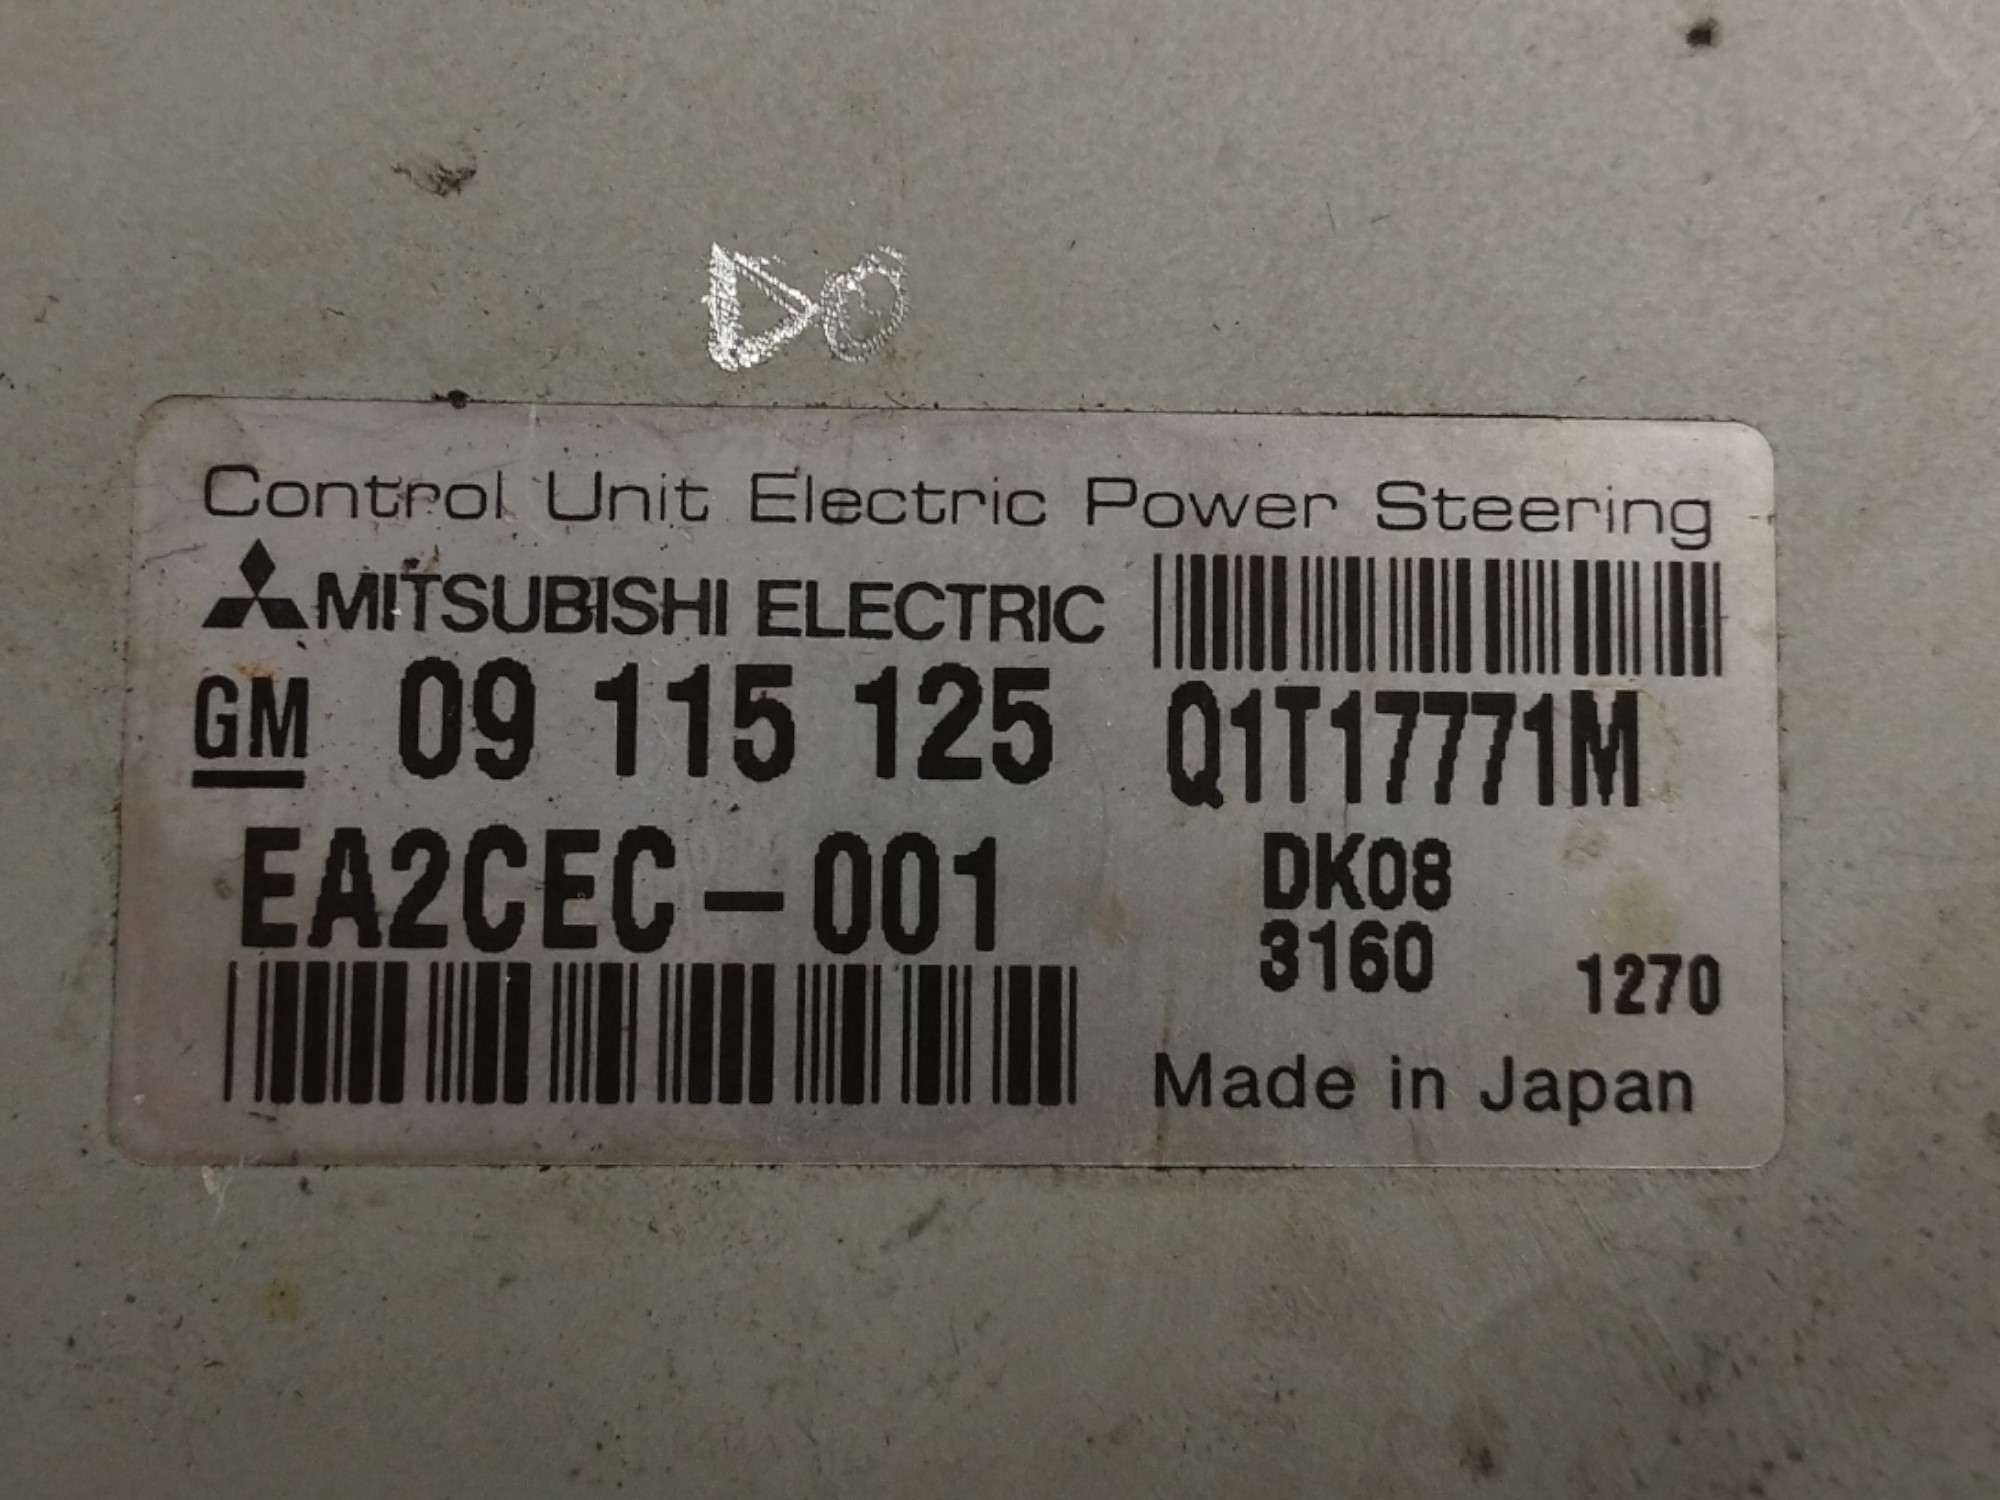 DO
Control Unit Electric Power Steering
MITSUBISHI ELECTRIC
GM 09 115 125
Q1T17771M
EA2CEC-001
DK08
3160 1270
Made in Japan